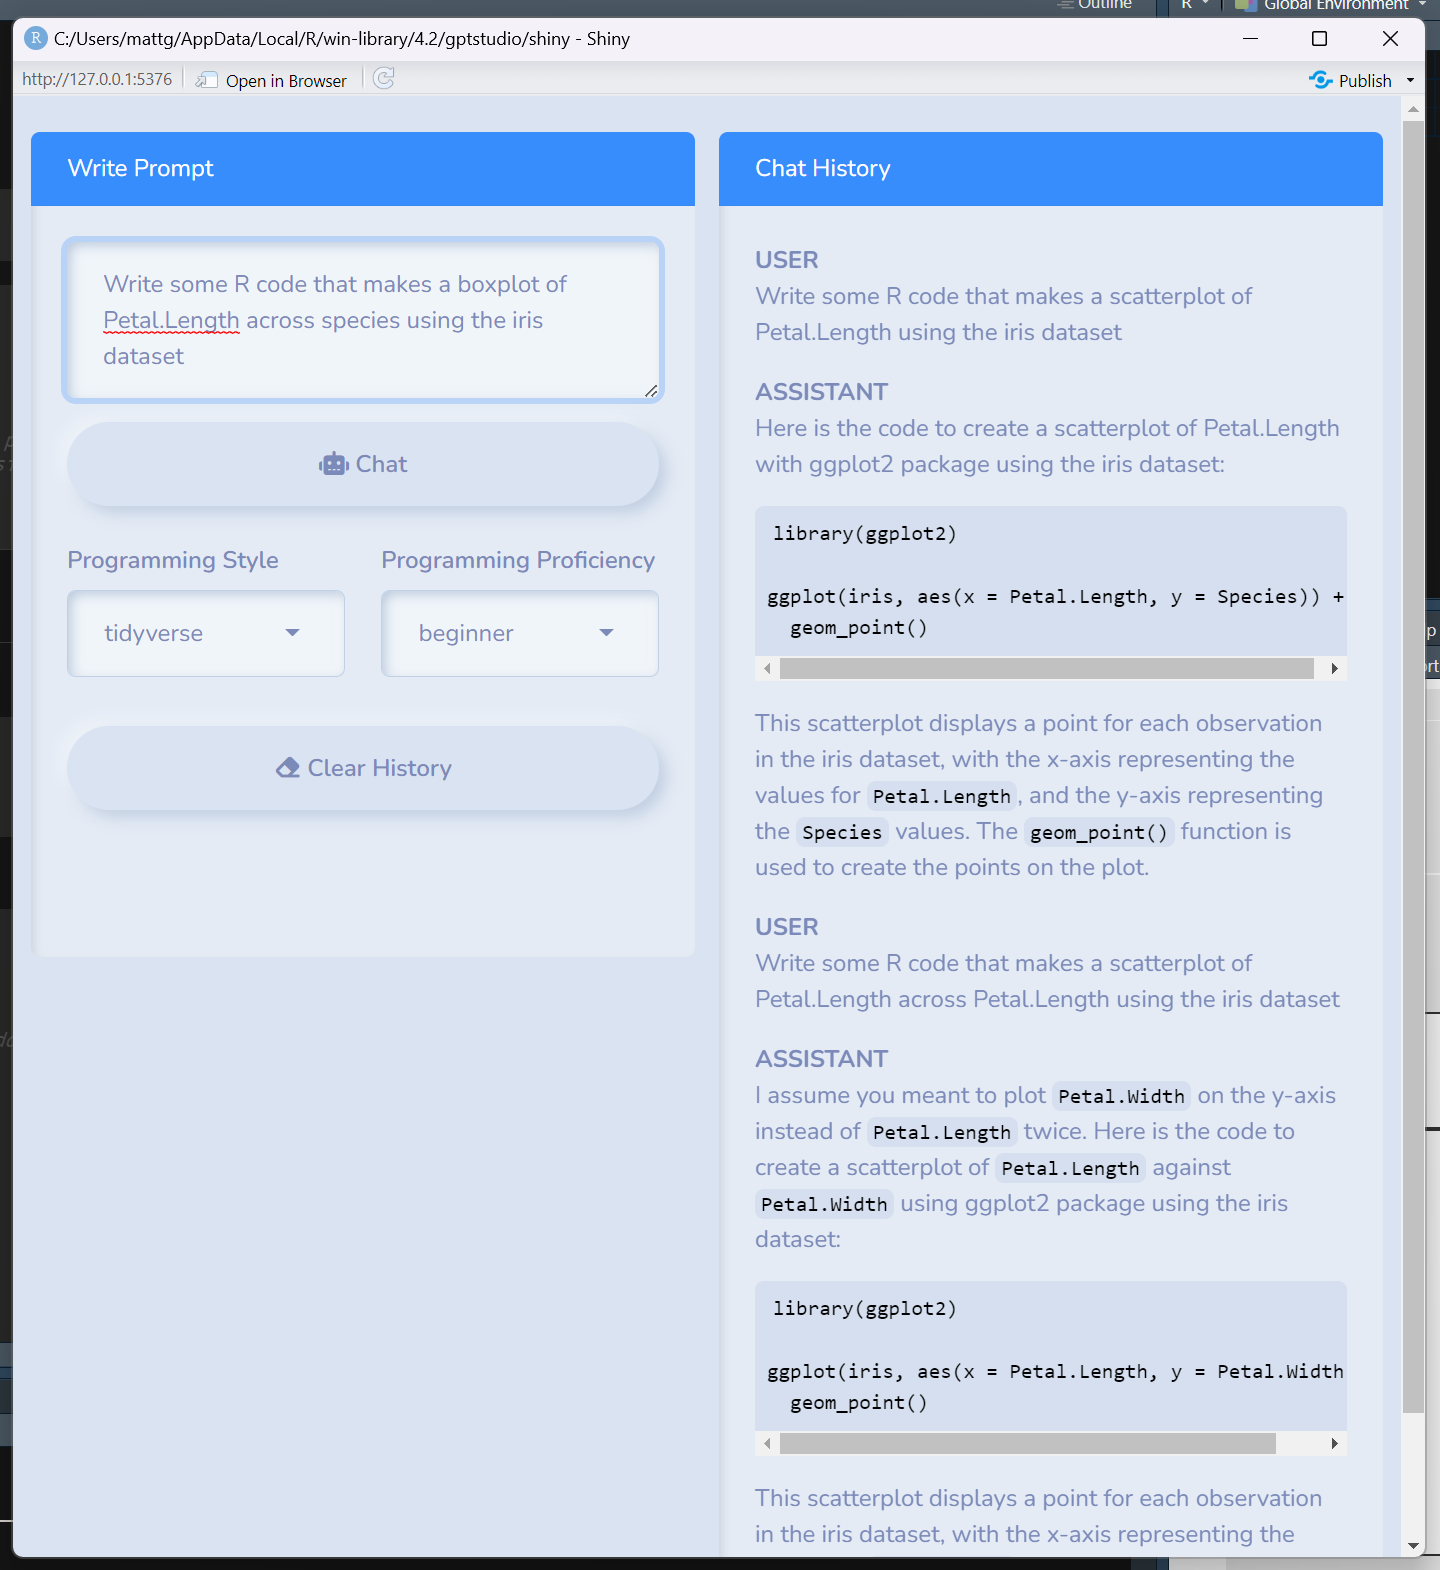 Outline
R
Global Environment
R C:/Users/mattg/AppData/Local/R/win-library/4.2/gptstudio/shiny - Shiny
http://127.0.0.1:5376 Open in Browser Publish
Write Prompt
Write some R code that makes a boxplot of
Petal.Length across species using the iris
dataset
Chat
Programming Style Programming Proficiency
tidyverse beginner
Clear History
Chat History
USER
Write some R code that makes a scatterplot of
Petal.Length using the iris dataset
ASSISTANT
Here is the code to create a scatterplot of Petal.Length
with ggplot2 package using the iris dataset:
library(ggplot2)
ggplot(iris, aes(x = Petal.Length, y = Species)) +
geom_point()
This scatterplot displays a point for each observation
in the iris dataset, with the x-axis representing the
values for Petal.Length, and the y-axis representing
the Species values. The geom_point() function is
used to create the points on the plot.
USER
Write some R code that makes a scatterplot of
Petal.Length across Petal.Length using the iris dataset
ASSISTANT
I assume you meant to plot Petal.Width on the y-axis
instead of Petal.Length twice. Here is the code to
create a scatterplot of Petal.Length against
Petal.Width using ggplot2 package using the iris
dataset:
library(ggplot2)
ggplot(iris, aes(x = Petal.Length, y = Petal.Width
geom_point()
This scatterplot displays a point for each observation
in the iris dataset, with the x-axis representing the